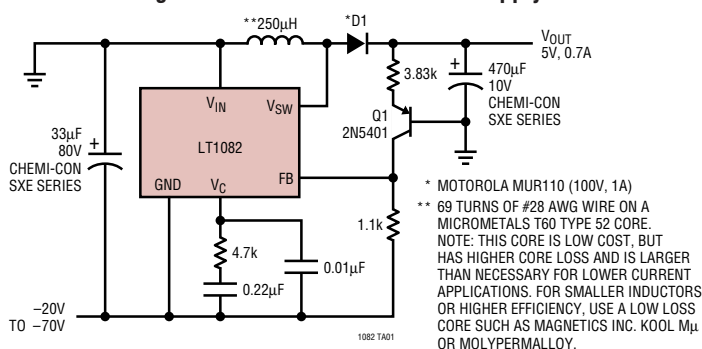 **250µH
*D1
V_OUT
5V, 0.7A
3.83k
+
470µF
10V
CHEMI-CON
SXE SERIES
V_IN
V_SW
Q1
2N5401
33µF
80V
+
CHEMI-CON
SXE SERIES
LT1082
GND
V_C
FB
1.1k
4.7k
0.01µF
0.22µF
–20V
TO –70V
1082 TA01
* MOTOROLA MUR110 (100V, 1A)
** 69 TURNS OF #28 AWG WIRE ON A
MICROMETALS T60 TYPE 52 CORE.
NOTE: THIS CORE IS LOW COST, BUT
HAS HIGHER CORE LOSS AND IS LARGER
THAN NECESSARY FOR LOWER CURRENT
APPLICATIONS. FOR SMALLER INDUCTORS
OR HIGHER EFFICIENCY, USE A LOW LOSS
CORE SUCH AS MAGNETICS INC. KOOL Mµ
OR MOLYPERMALLOY.